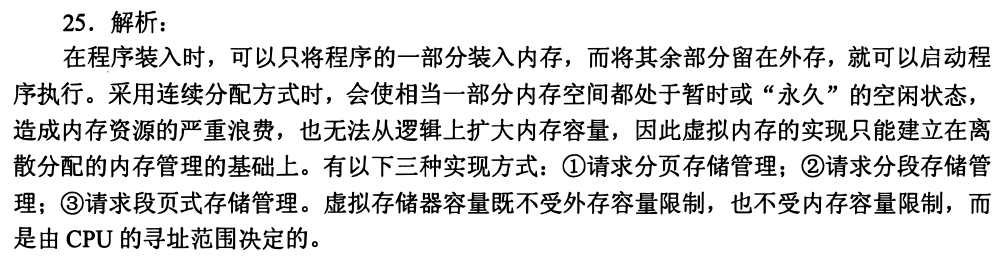 25．解析：
在程序装入时，可以只将程序的一部分装入内存，而将其余部分留在外存，就可以启动程
序执行。采用连续分配方式时，会使相当一部分内存空间都处于暂时或“永久”的空闲状态，
造成内存资源的严重浪费，也无法从逻辑上扩大内存容量，因此虚拟内存的实现只能建立在离
散分配的内存管理的基础上。有以下三种实现方式：①请求分页存储管理；②请求分段存储管
理；③请求段页式存储管理。虚拟存储器容量既不受外存容量限制，也不受内存容量限制，而
是由 CPU 的寻址范围决定的。